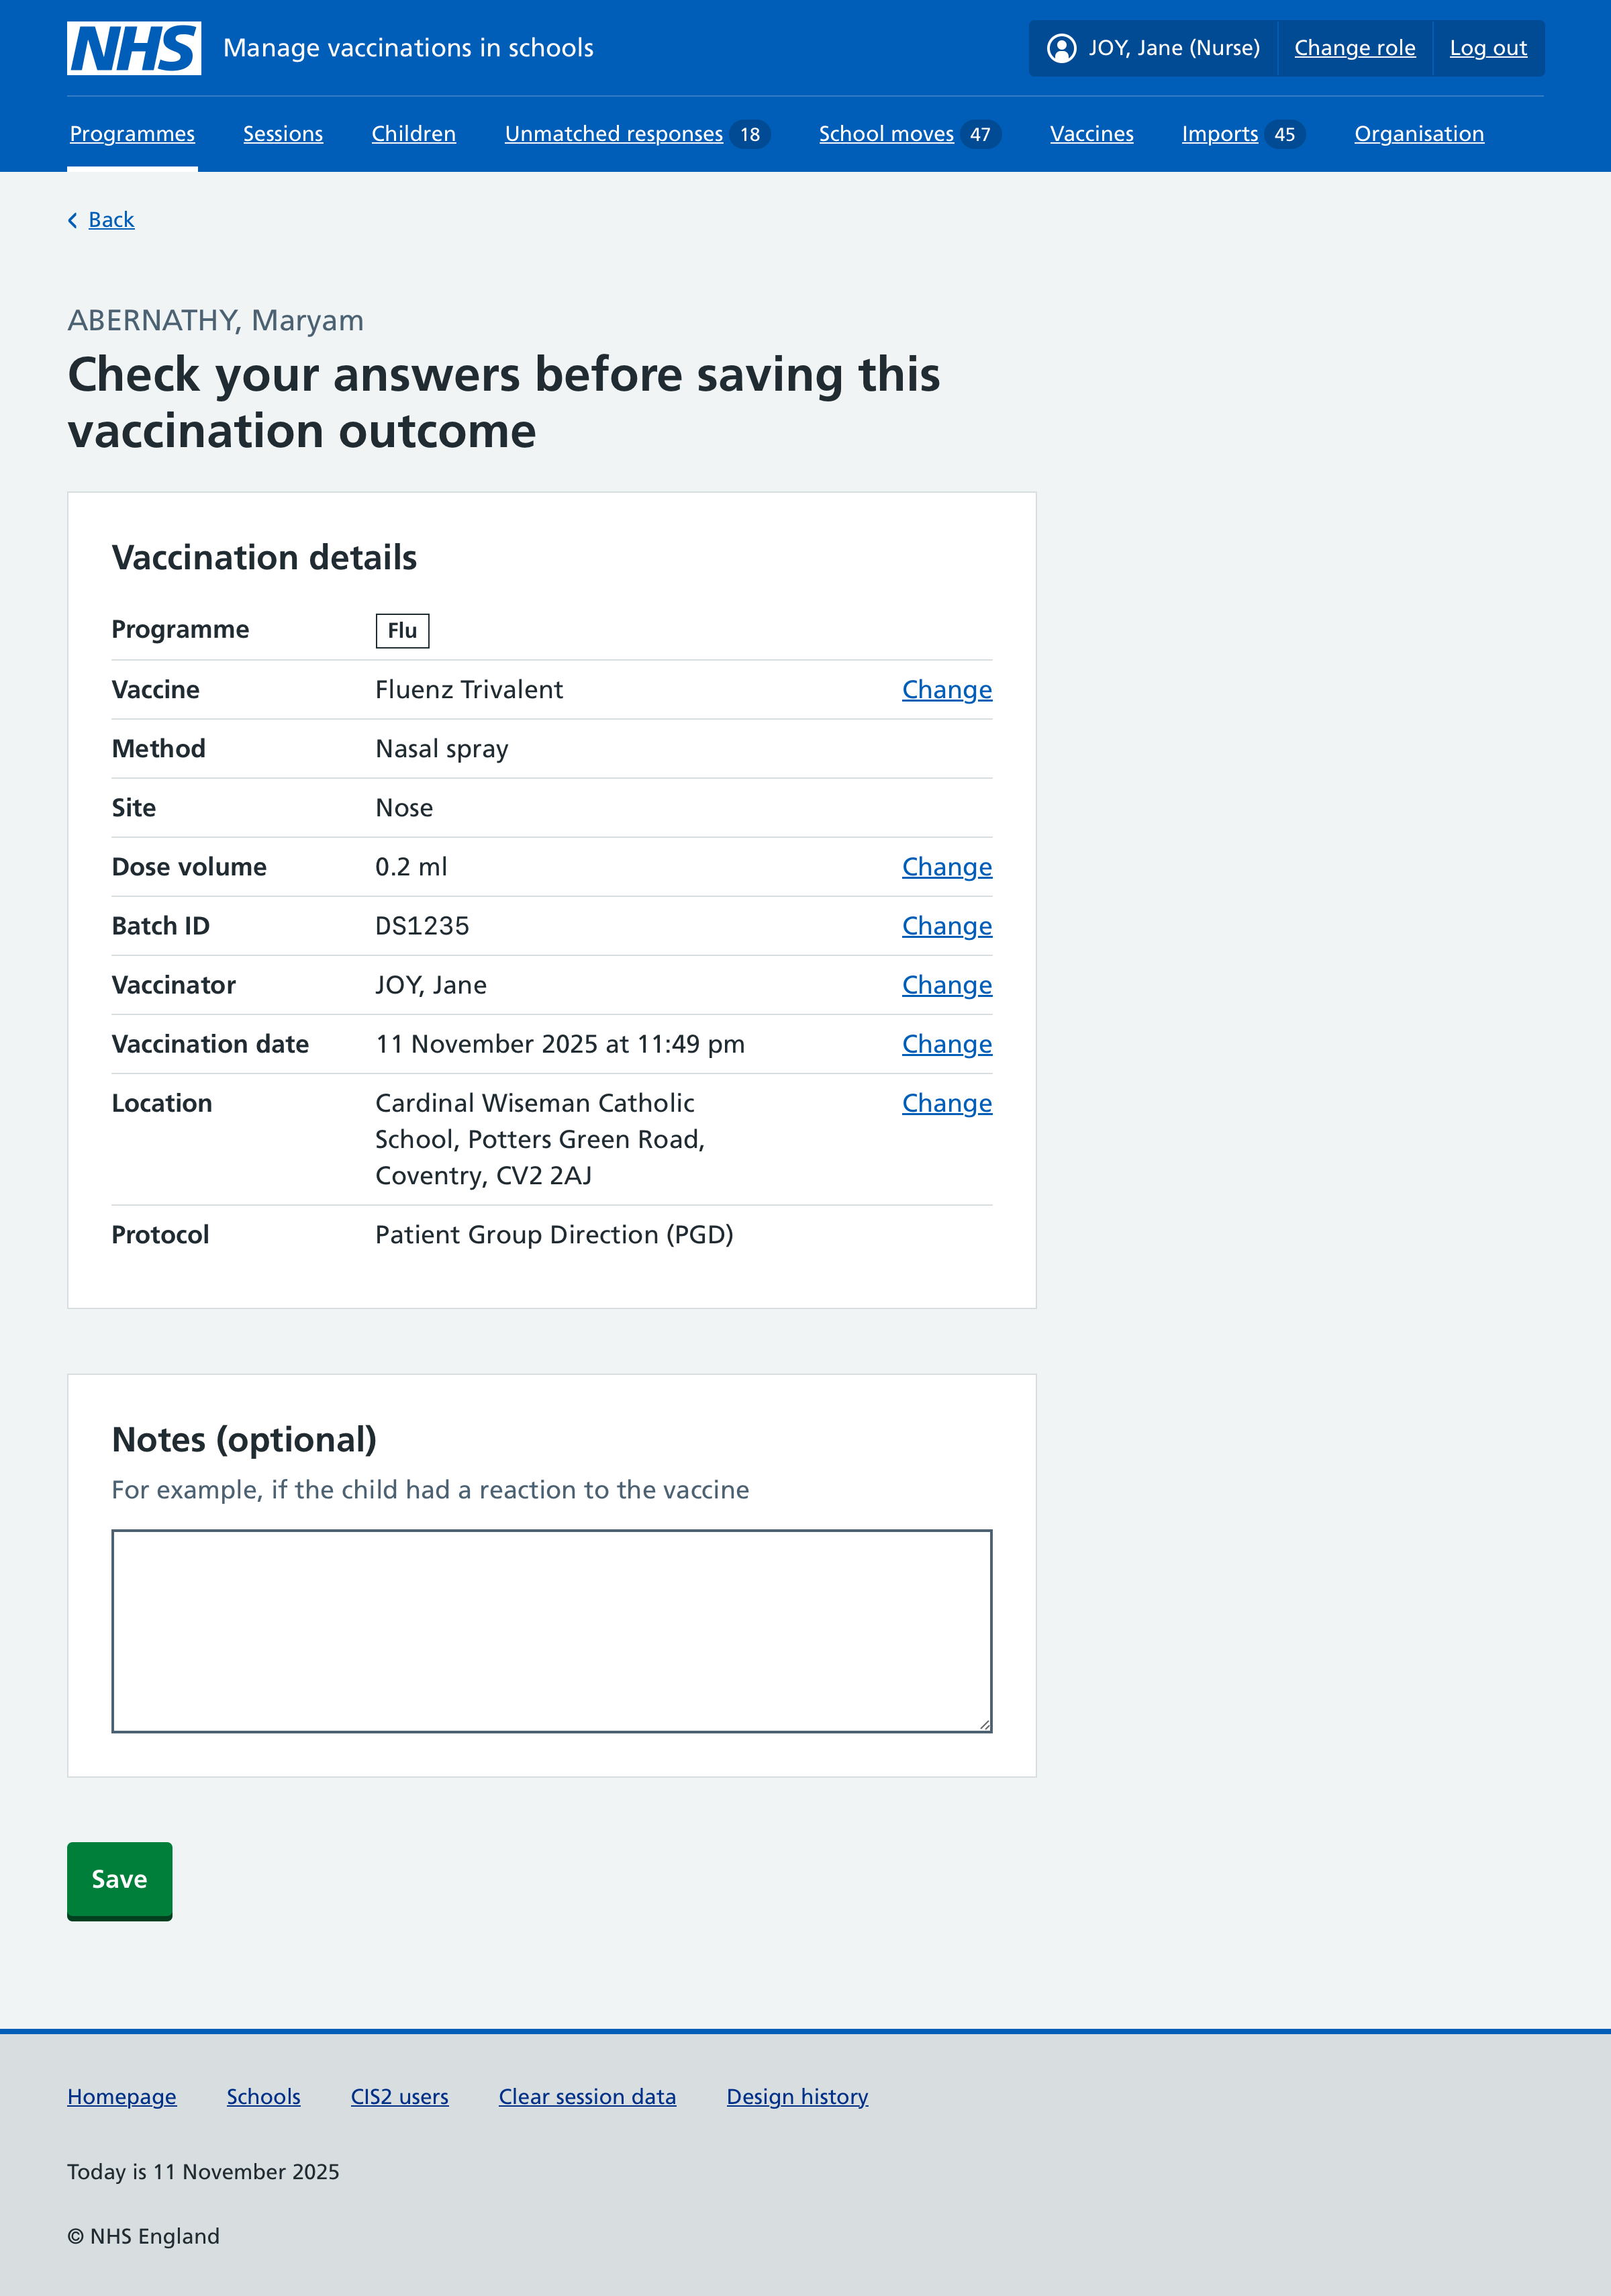 NHS Manage vaccinations in schools
JOY, Jane (Nurse) Change role Log out
Programmes Sessions Children Unmatched responses 18 School moves 47 Vaccines Imports 45 Organisation
Back
ABERNATHY, Maryam
Check your answers before saving this
vaccination outcome
Vaccination details
Programme Flu
Vaccine Fluenz Trivalent Change
Method Nasal spray
Site Nose
Dose volume 0.2 ml Change
Batch ID DS1235 Change
Vaccinator JOY, Jane Change
Vaccination date 11 November 2025 at 11:49 pm Change
Location Cardinal Wiseman Catholic Change
School, Potters Green Road,
Coventry, CV2 2AJ
Protocol Patient Group Direction (PGD)
Notes (optional)
For example, if the child had a reaction to the vaccine
Save
Homepage Schools CIS2 users Clear session data Design history
Today is 11 November 2025
© NHS England